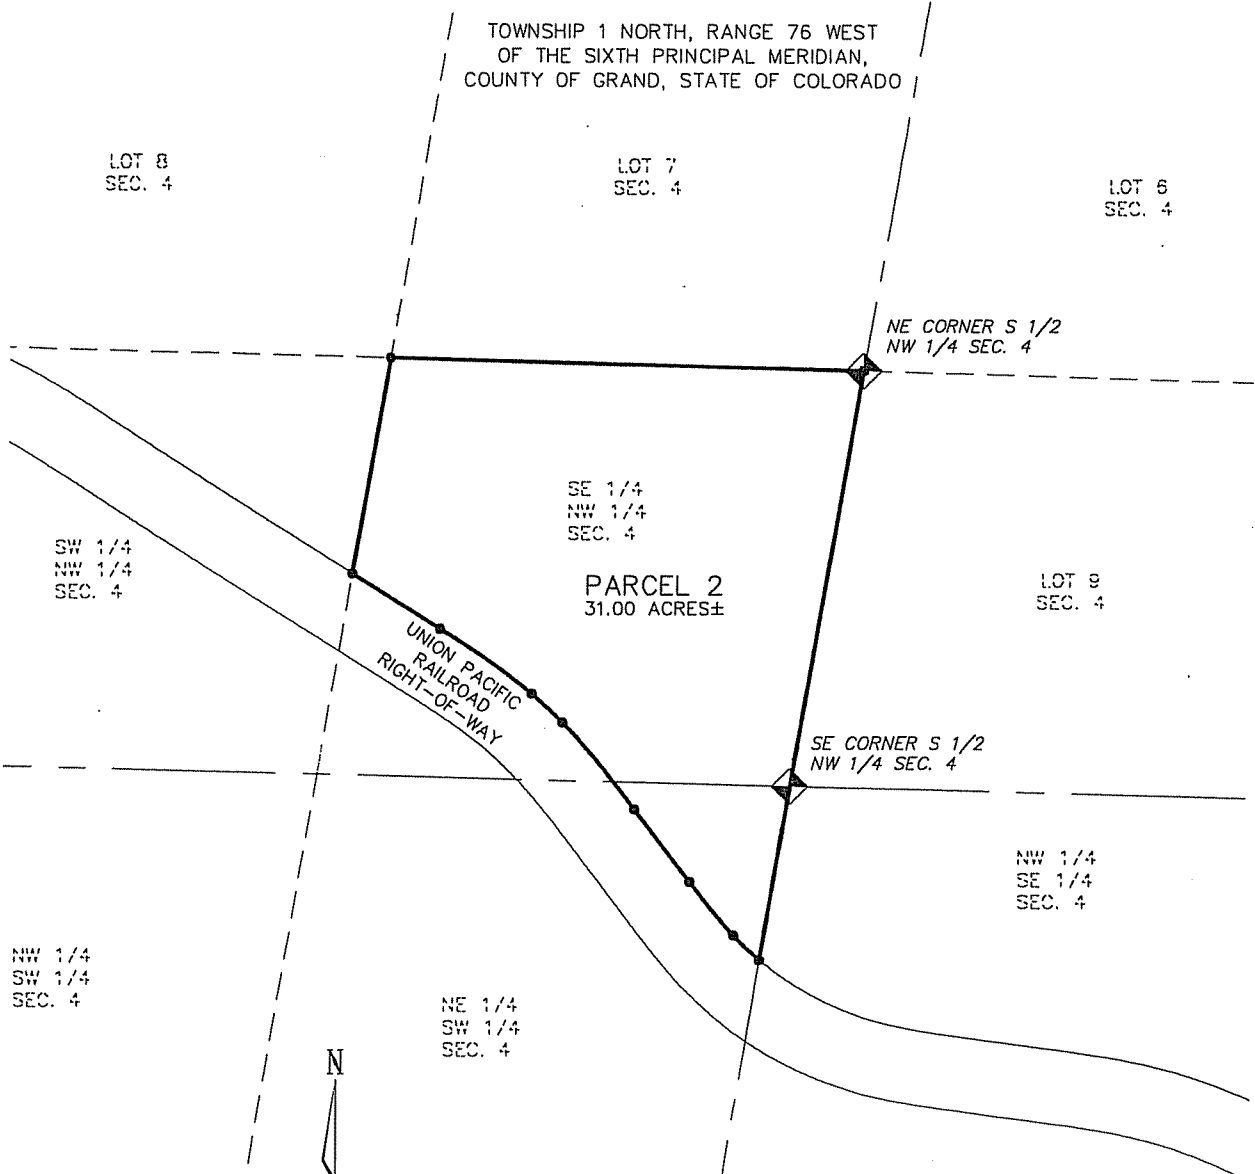 TOWNSHIP 1 NORTH, RANGE 76 WEST
OF THE SIXTH PRINCIPAL MERIDIAN,
COUNTY OF GRAND, STATE OF COLORADO
LOT 8
SEC. 4
LOT 7
SEC. 4
LOT 6
SEC. 4
NE CORNER S 1/2
NW 1/4 SEC. 4
SE 1/4
NW 1/4
SEC. 4
SW 1/4
NW 1/4
SEC. 4
PARCEL 2
31.00 ACRES±
LOT 9
SEC. 4
UNION PACIFIC
RAILROAD
RIGHT-OF-WAY
SE CORNER S 1/2
NW 1/4 SEC. 4
NW 1/4
SE 1/4
SEC. 4
NW 1/4
SW 1/4
SEC. 4
NE 1/4
SW 1/4
SEC. 4
N